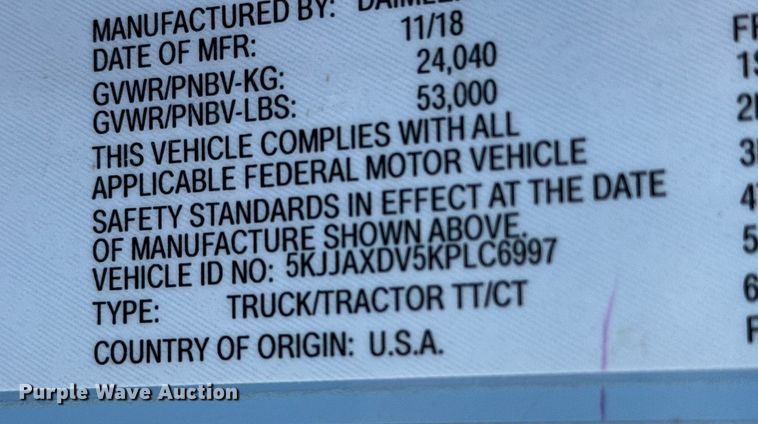 MANUFACTURED BY:
DATE OF MFR: 11/18
GVWR/PNBV-KG: 24,040
GVWR/PNBV-LBS: 53,000
THIS VEHICLE COMPLIES WITH ALL
APPLICABLE FEDERAL MOTOR VEHICLE
SAFETY STANDARDS IN EFFECT AT THE DATE
OF MANUFACTURE SHOWN ABOVE.
VEHICLE ID NO: 5KJJAXDV5KPLC6997
TYPE: TRUCK/TRACTOR TT/CT
COUNTRY OF ORIGIN: U.S.A.
Purple Wave Auction